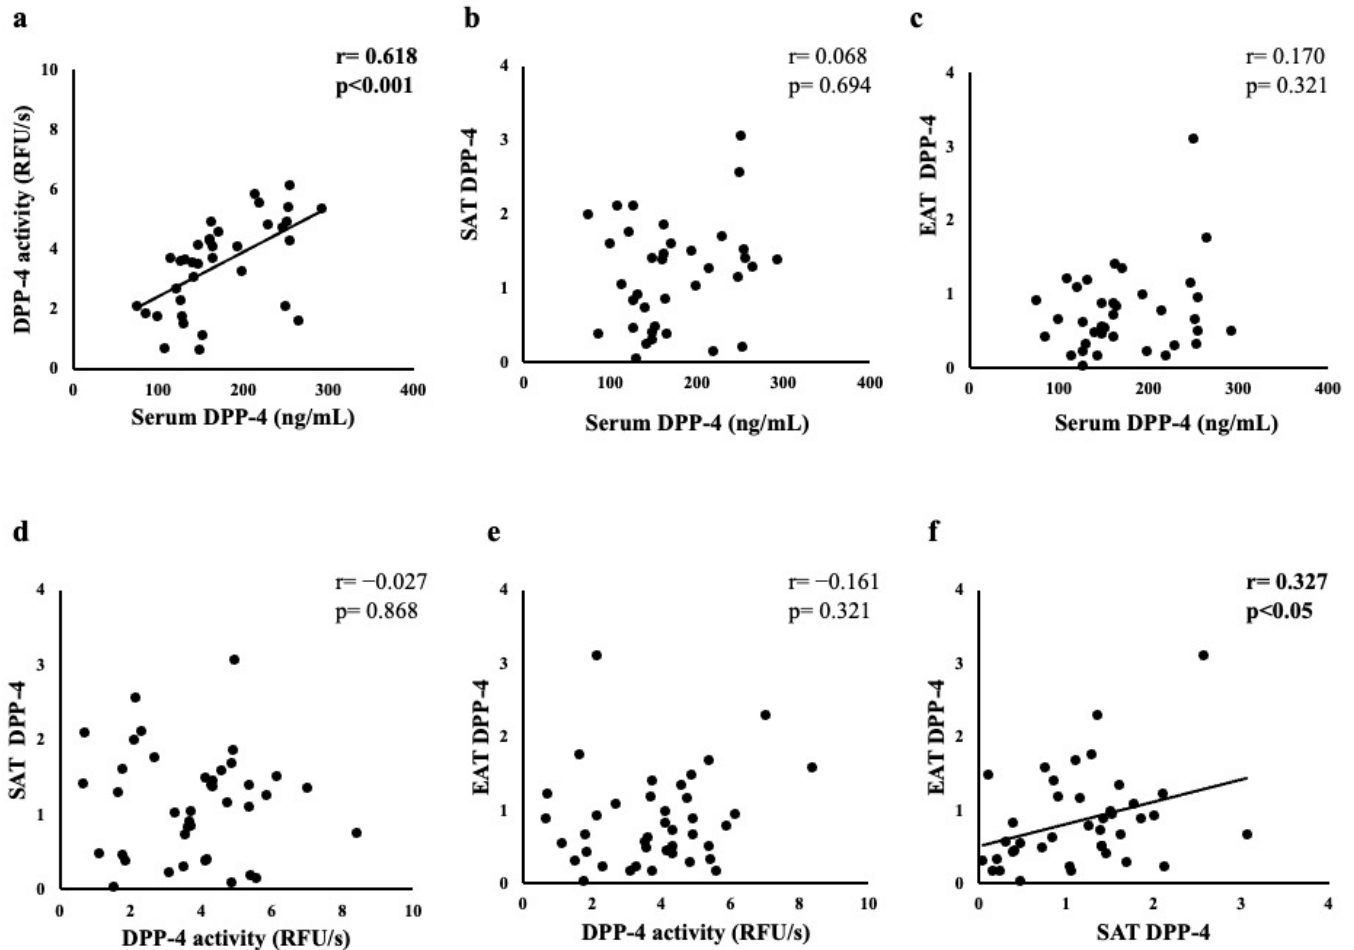 a
r= 0.618
p<0.001
DPP-4 activity (RFU/s)
10
8
6
4
2
0
0
100
200
300
400
Serum DPP-4 (ng/mL)
b
r= 0.068
p= 0.694
SAT DPP-4
4
3
2
1
0
0
100
200
300
400
Serum DPP-4 (ng/mL)
c
r= 0.170
p= 0.321
EAT DPP-4
4
3
2
1
0
0
100
200
300
400
Serum DPP-4 (ng/mL)
d
r= −0.027
p= 0.868
SAT DPP-4
4
3
2
1
0
0
2
4
6
8
10
DPP-4 activity (RFU/s)
e
r= −0.161
p= 0.321
EAT DPP-4
4
3
2
1
0
0
2
4
6
8
10
DPP-4 activity (RFU/s)
f
r= 0.327
p<0.05
EAT DPP-4
4
3
2
1
0
0
1
2
3
4
SAT DPP-4